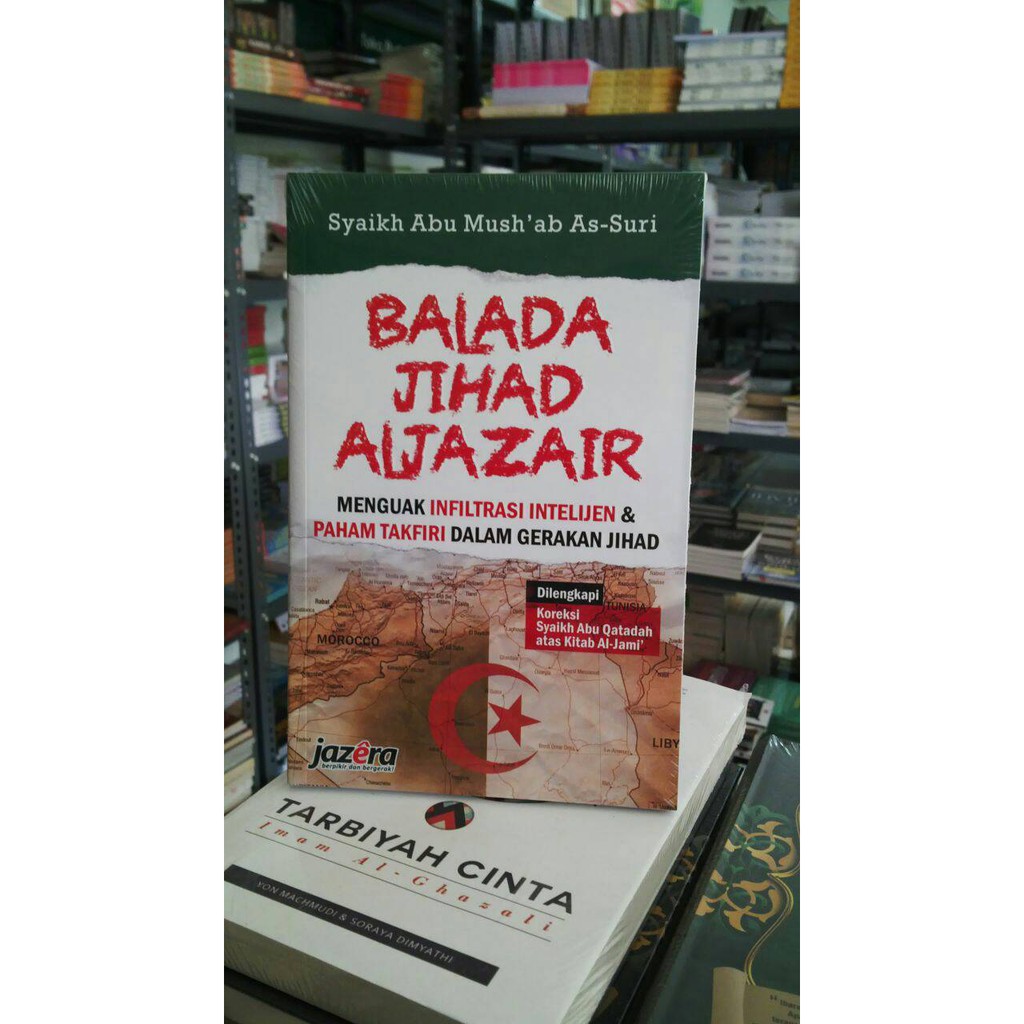 Syaikh Abu Mush'ab As-Suri
BALADA
JIHAD
ALJAZAIR
MENGUAK INFILTRASI INTELIJEN &
PAHAM TAKFIRI DALAM GERAKAN JIHAD
Dilengkapi
Koreksi
Syaikh Abu Qatadah
atas Kitab Al-Jami'
Rabat
TUNISIA
MOROCCO
LIBY
jazêra
berpikir dan bergerak!
TARBIYAH CINTA
Imam Al-Ghazali
YON MACHMUDI & SORAYA DIMYATHI